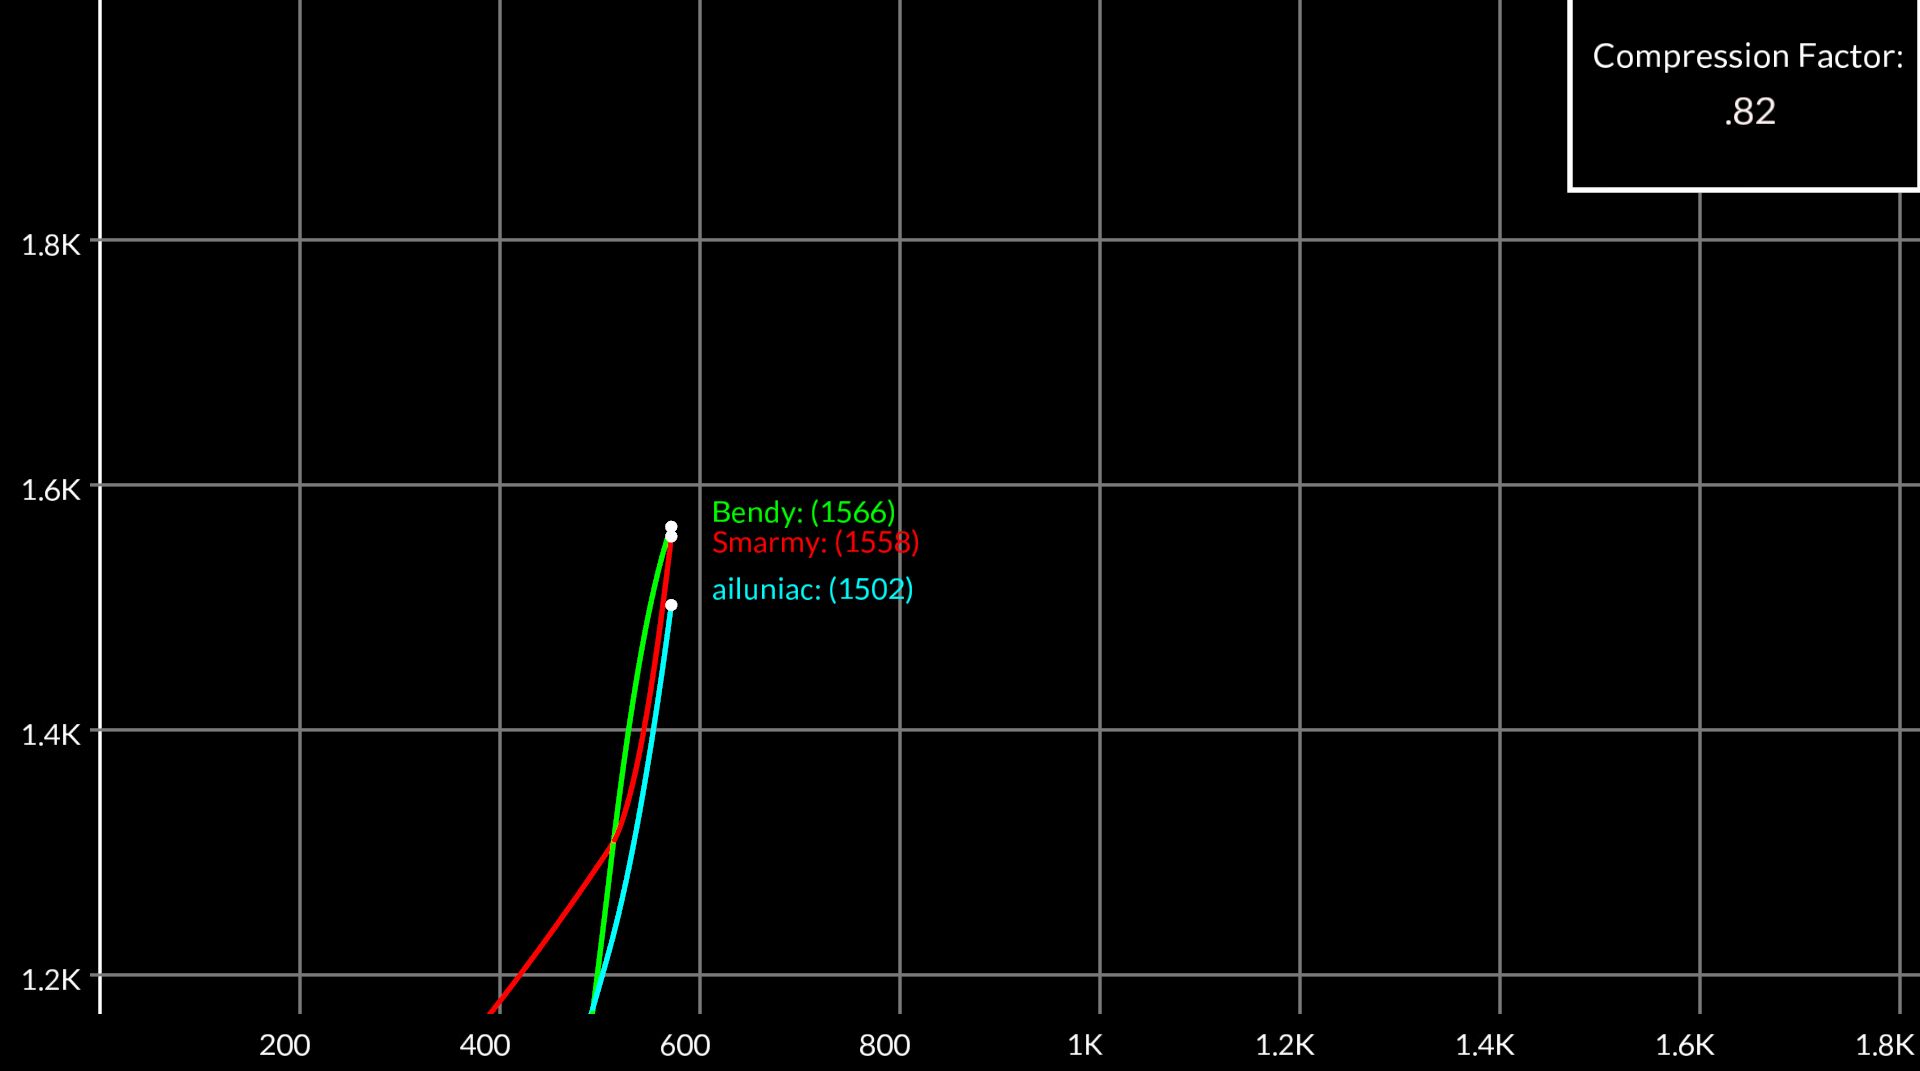 Compression Factor:
.82
1.8K
1.6K
Bendy: (1566)
Smarmy: (1558)
ailuniac: (1502)
1.4K
1.2K
200 400 600 800 1K 1.2K 1.4K 1.6K 1.8K